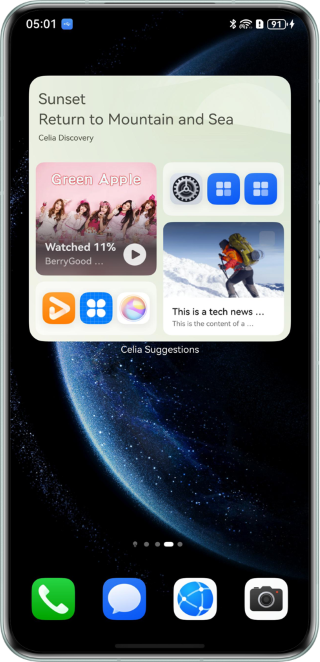 05:01
91
Sunset
Return to Mountain and Sea
Celia Discovery
Green Apple
Watched 11%
BerryGood ...
This is a tech news ...
This is the content of a ...
Celia Suggestions